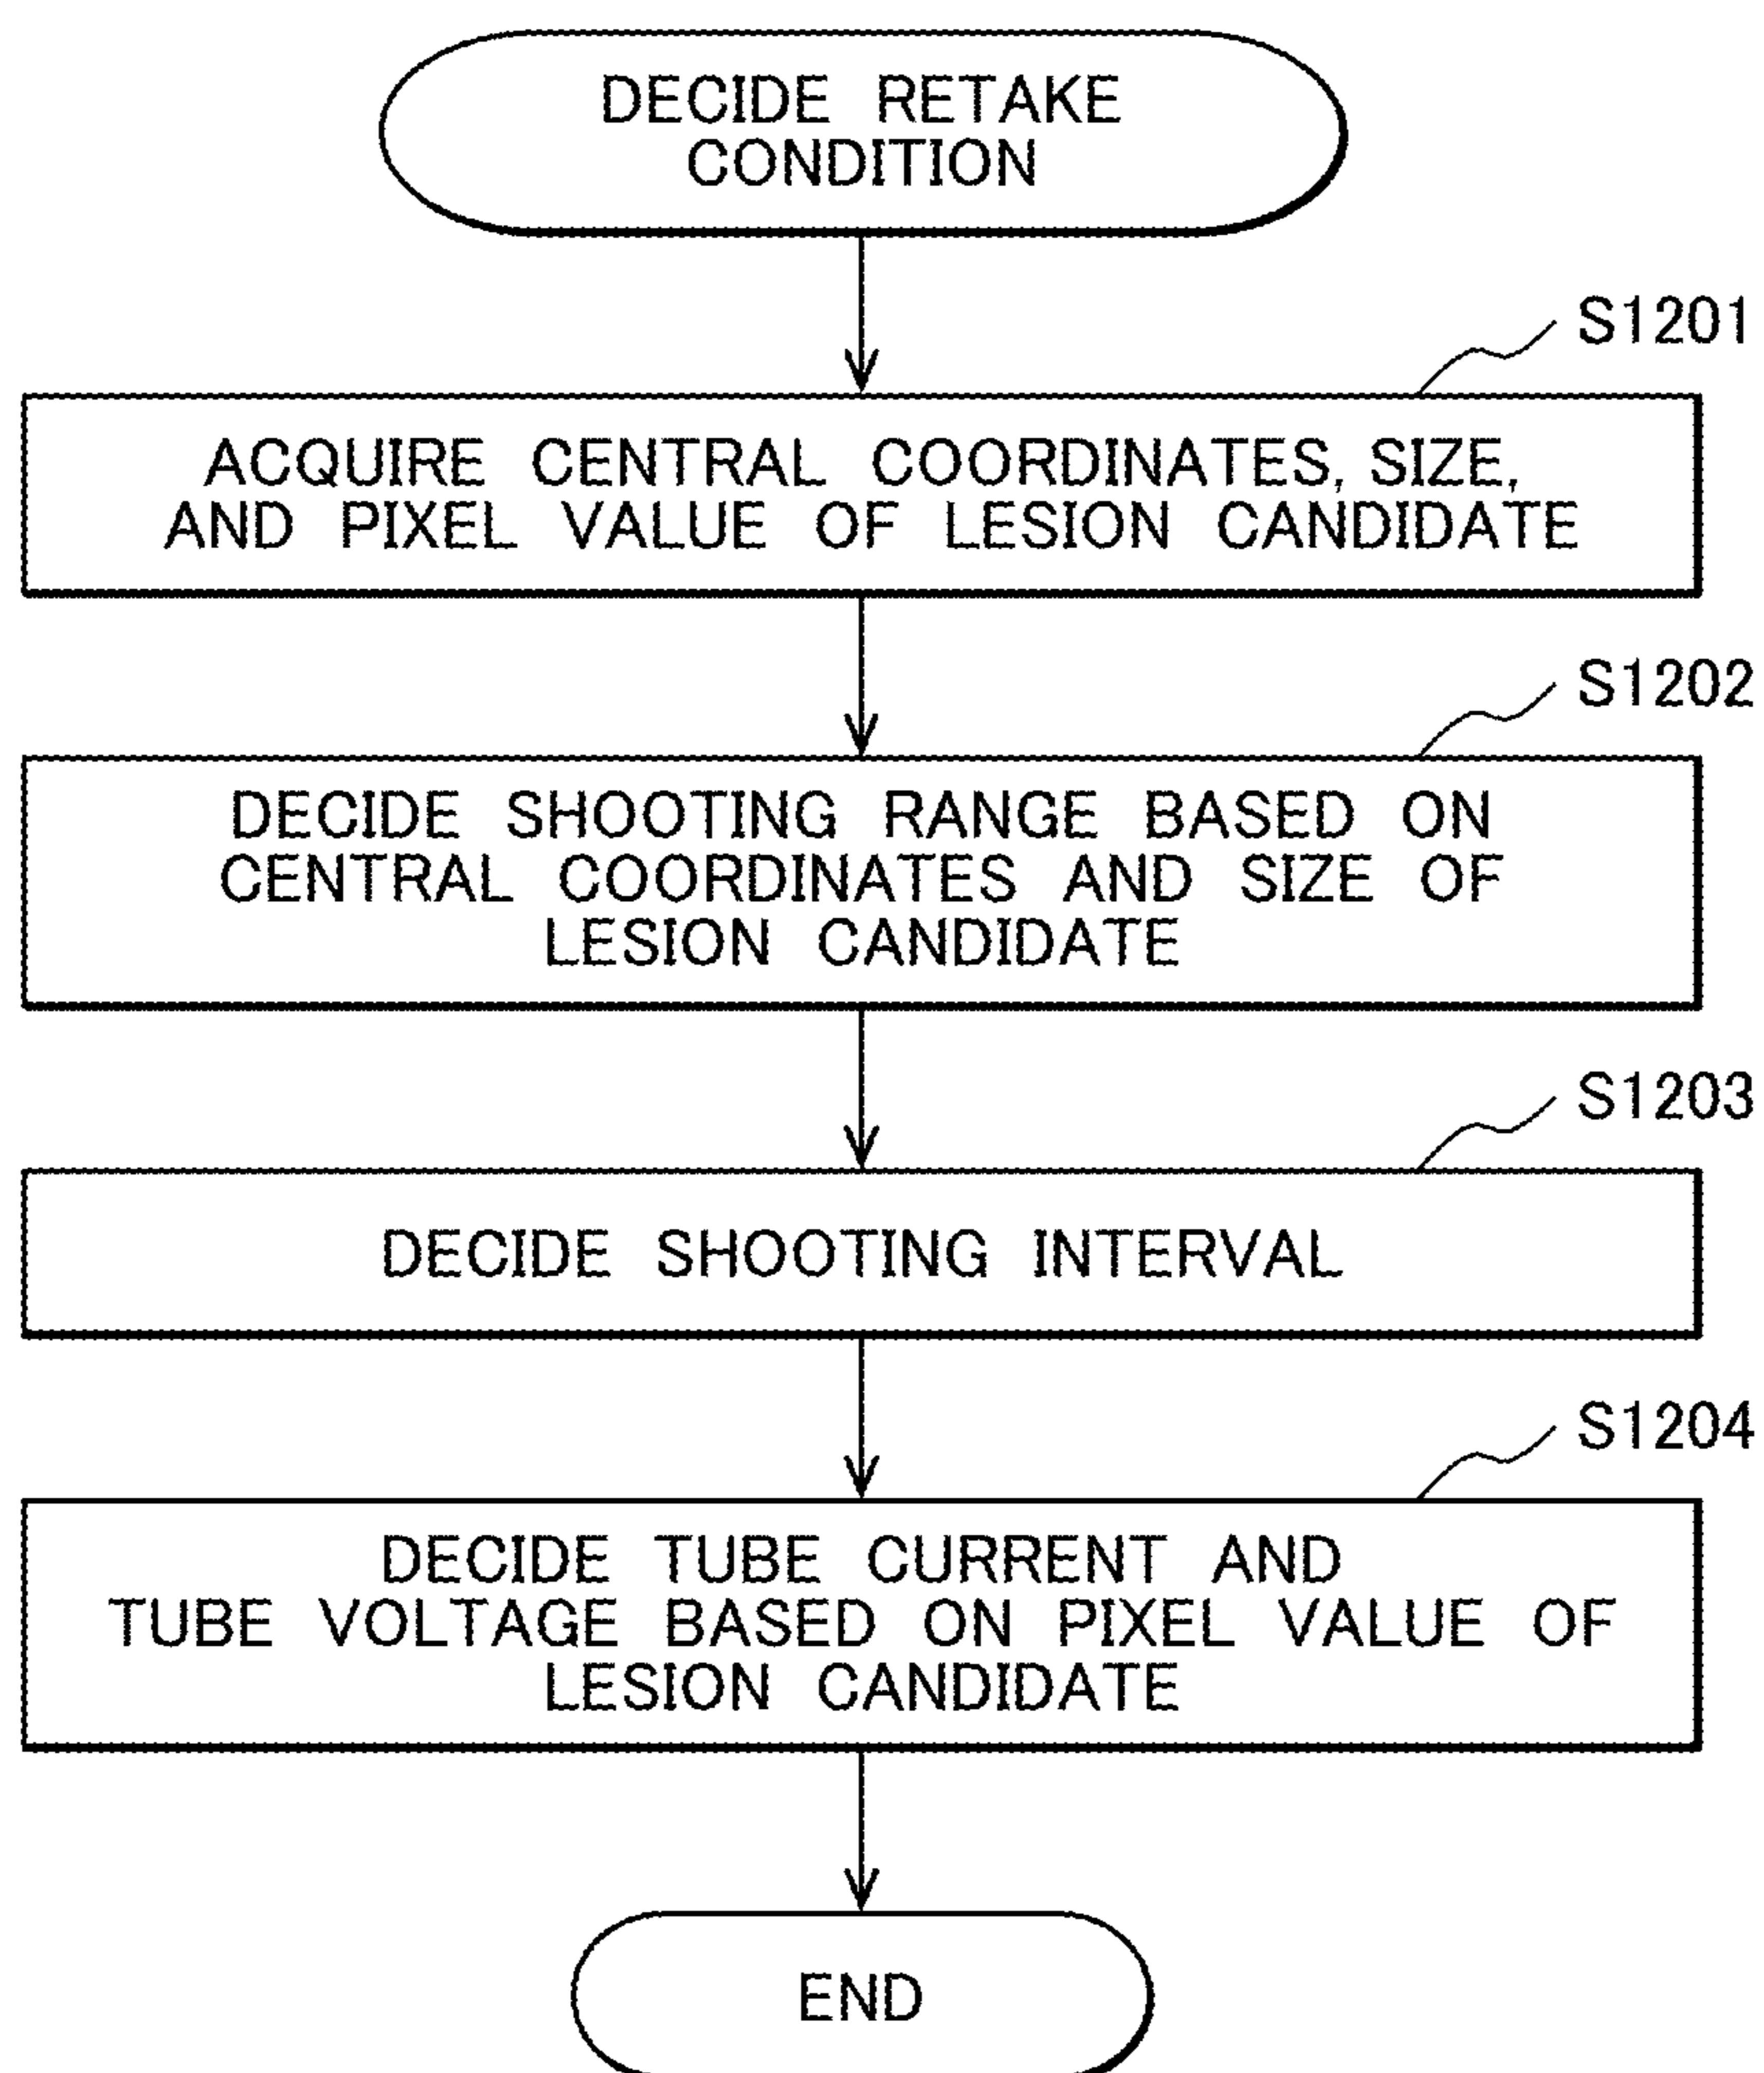 DECIDE RETAKE
CONDITION
S1201
ACQUIRE CENTRAL COORDINATES, SIZE,
AND PIXEL VALUE OF LESION CANDIDATE
S1202
DECIDE SHOOTING RANGE BASED ON
CENTRAL COORDINATES AND SIZE OF
LESION CANDIDATE
S1203
DECIDE SHOOTING INTERVAL
S1204
DECIDE TUBE CURRENT AND
TUBE VOLTAGE BASED ON PIXEL VALUE OF
LESION CANDIDATE
END